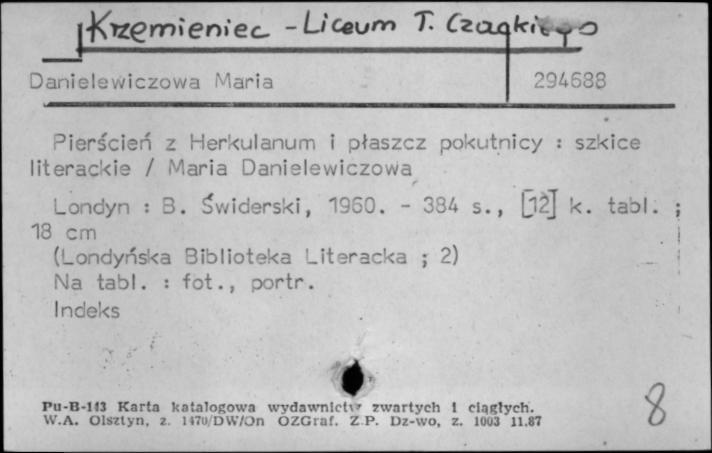 Krzemieniec - Liceum T. Czackiego
Danielewiczowa Maria 294688
Pierścień z Herkulanum i płaszcz pokutnicy : szkice
literackie / Maria Danielewiczowa
Londyn : B. Świderski, 1960. - 384 s., [12] k. tabl. ;
18 cm
(Londyńska Biblioteka Literacka ; 2)
Na tabl. : fot., portr.
Indeks
Pu-B-143 Karta katalogowa wydawnictw zwartych i ciągłych.
W.A. Olsztyn, z. 1470/DW/On OZGraf. Z.P. Dz-wo, z. 1003 11.87
8